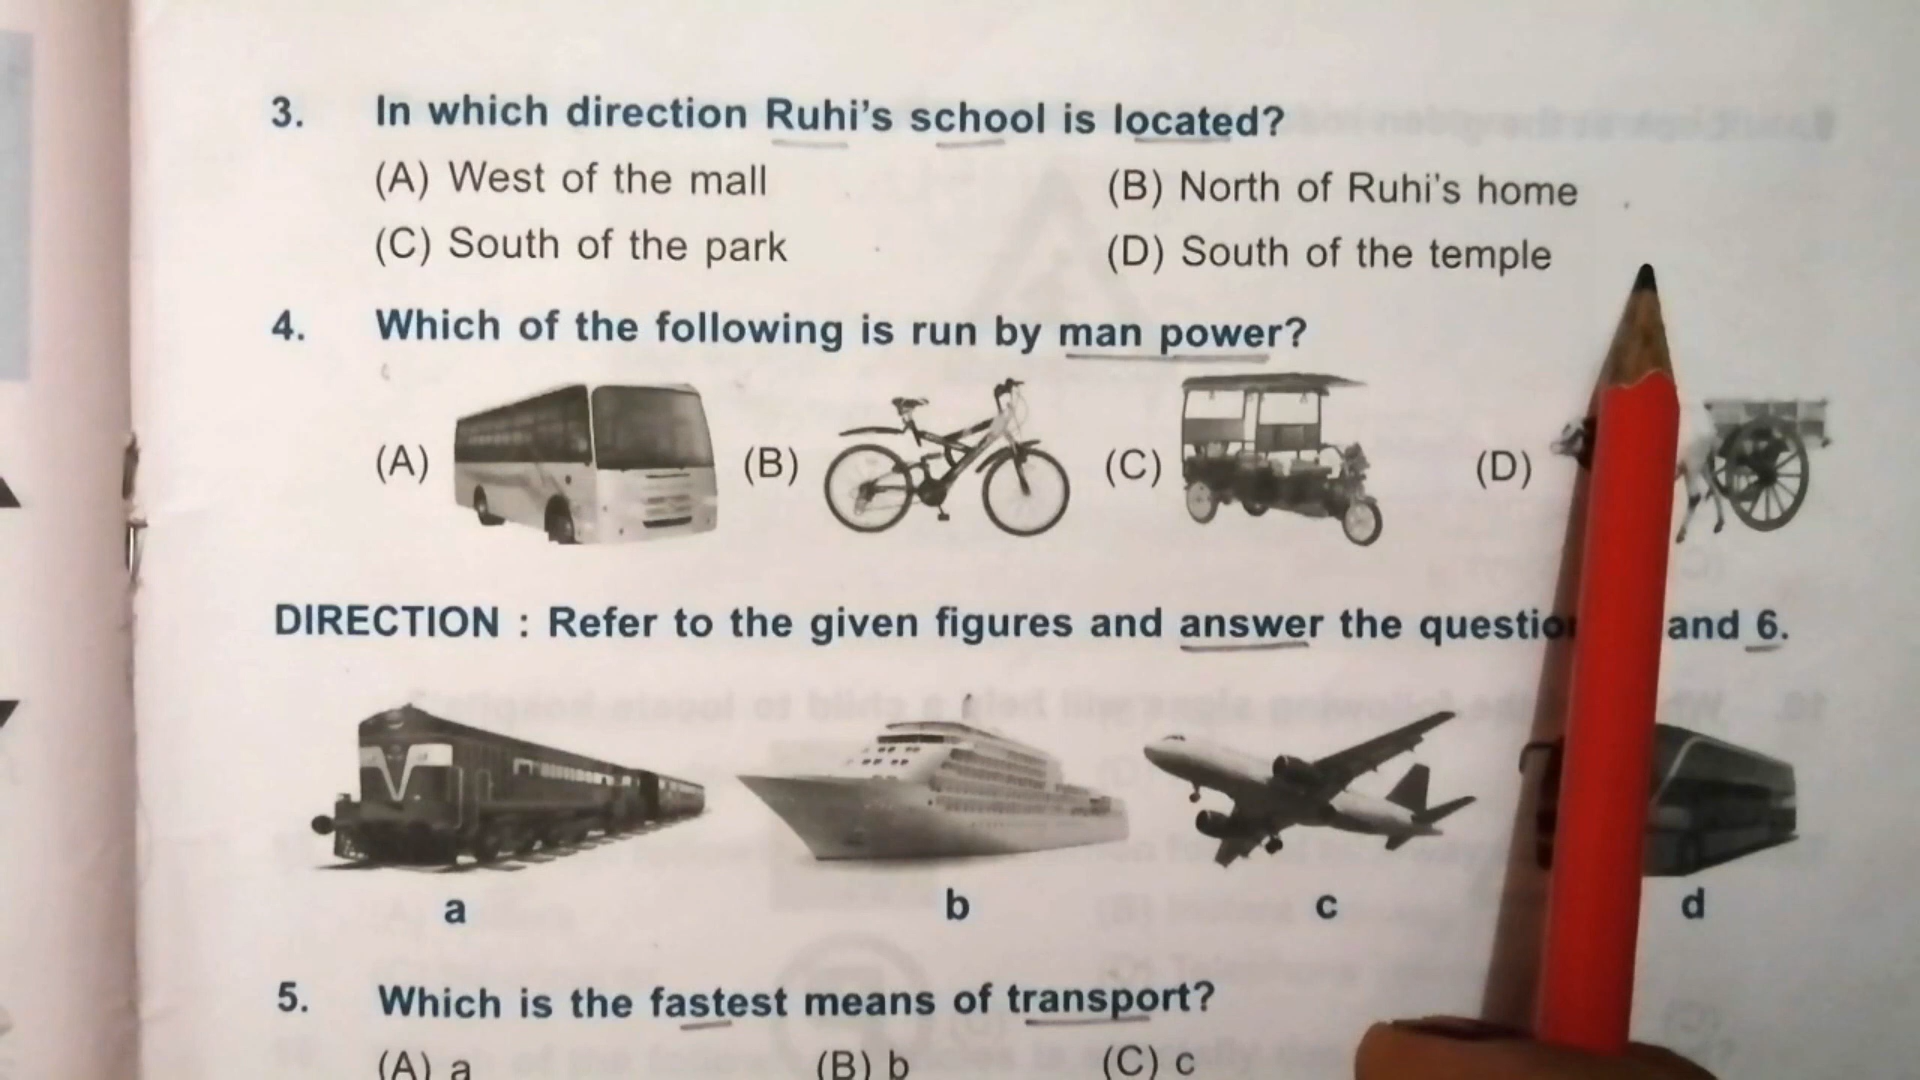 3. In which direction Ruhi's school is located?
(A) West of the mall (B) North of Ruhi's home
(C) South of the park (D) South of the temple
4. Which of the following is run by man power?
(A) (B) (C) (D)
DIRECTION : Refer to the given figures and answer the and 6.
a b c d
5. Which is the fastest means of transport?
(A) a (B) b (C) c